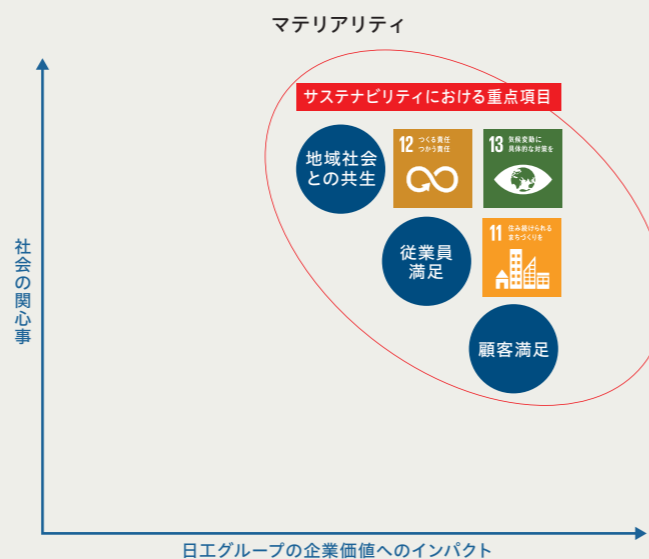 マテリアリティ
サステナビリティにおける重点項目
地域社会
との共生
12 つくる責任
つかう責任
13 気候変動に
具体的な対策を
従業員
満足
11 住み続けられる
まちづくりを
顧客満足
社会の関心事
日工グループの企業価値へのインパクト